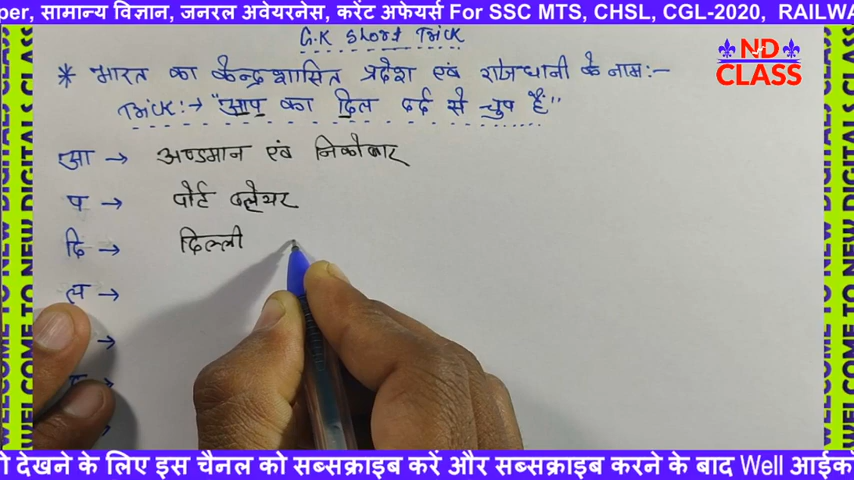 per, सामान्य विज्ञान, जनरल अवेयरनेस, करेंट अफेयर्स For SSC MTS, CHSL, CGL-2020, RAILWA
G.K Short Trick
ND
CLASS
* भारत का केन्द्रशासित प्रदेश एवं राजधानी के नाम:-
Trick:→ "आप का दिल दर्द से चुप हैं"
आ → अण्डमान एवं निकोबार
प → पोर्ट ब्लेयर
दि → दिल्ली
ल →
→
→
WELCOME TO NEW DIGITALS C
WELCOME TO NEW DIGITALS C
ो देखने के लिए इस चैनल को सब्सक्राइब करें और सब्सक्राइब करने के बाद Well आईकॉ